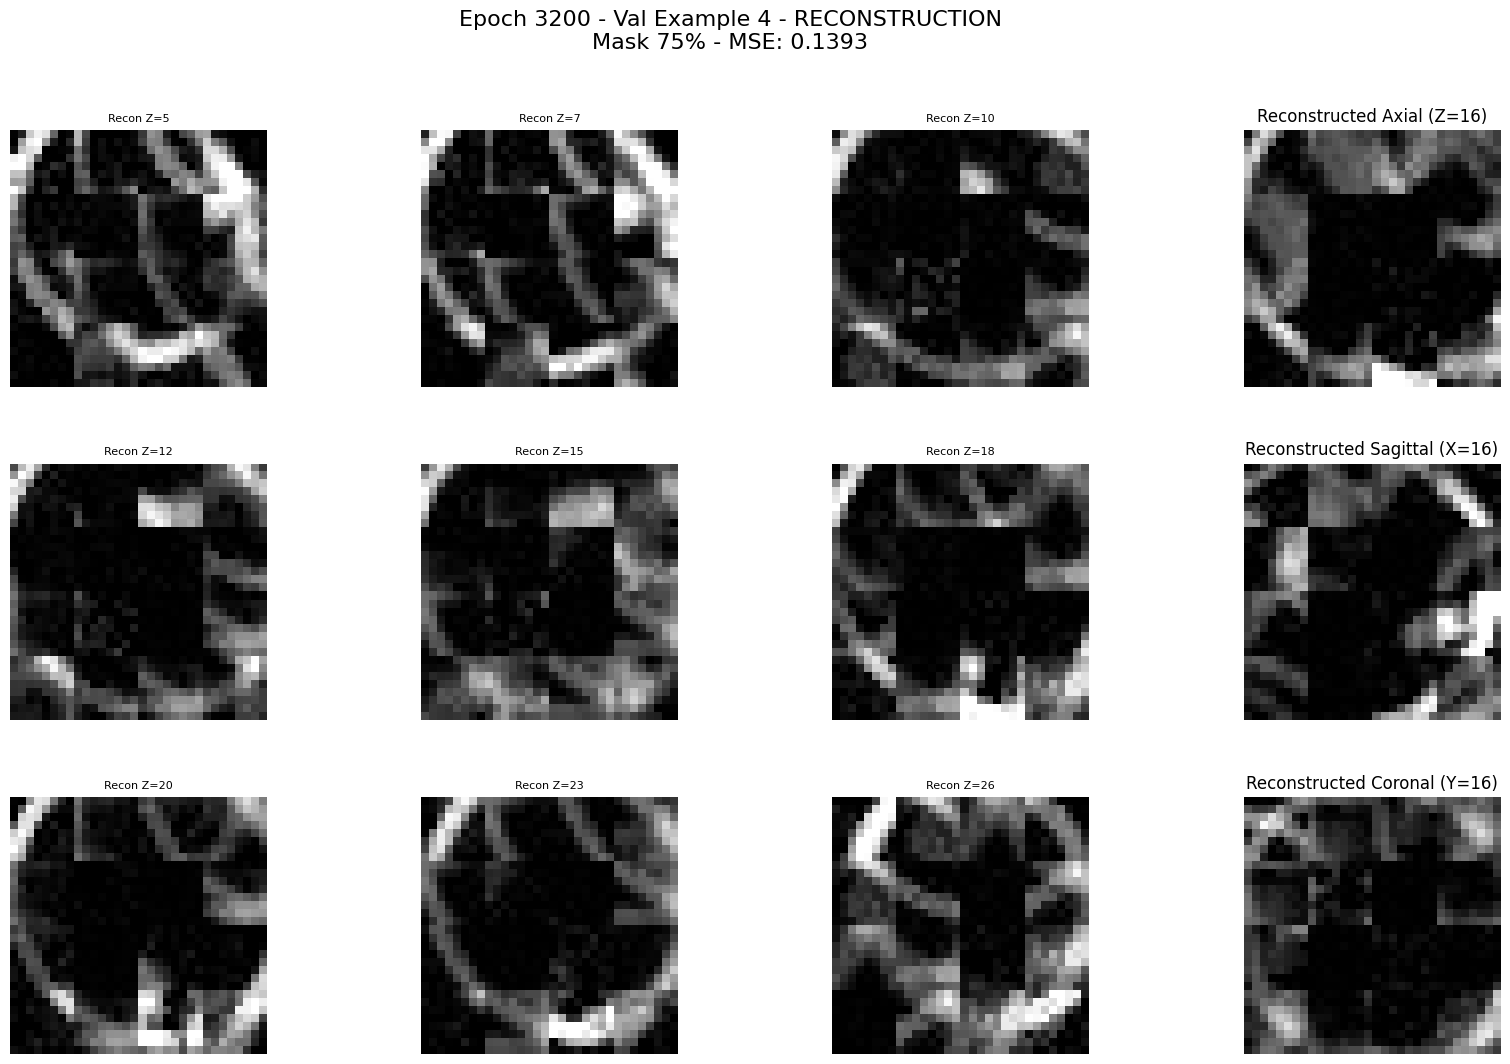 Epoch 3200 - Val Example 4 - RECONSTRUCTION
Mask 75% - MSE: 0.1393
Recon Z=5
Recon Z=7
Recon Z=10
Reconstructed Axial (Z=16)
Recon Z=12
Recon Z=15
Recon Z=18
Reconstructed Sagittal (X=16)
Recon Z=20
Recon Z=23
Recon Z=26
Reconstructed Coronal (Y=16)